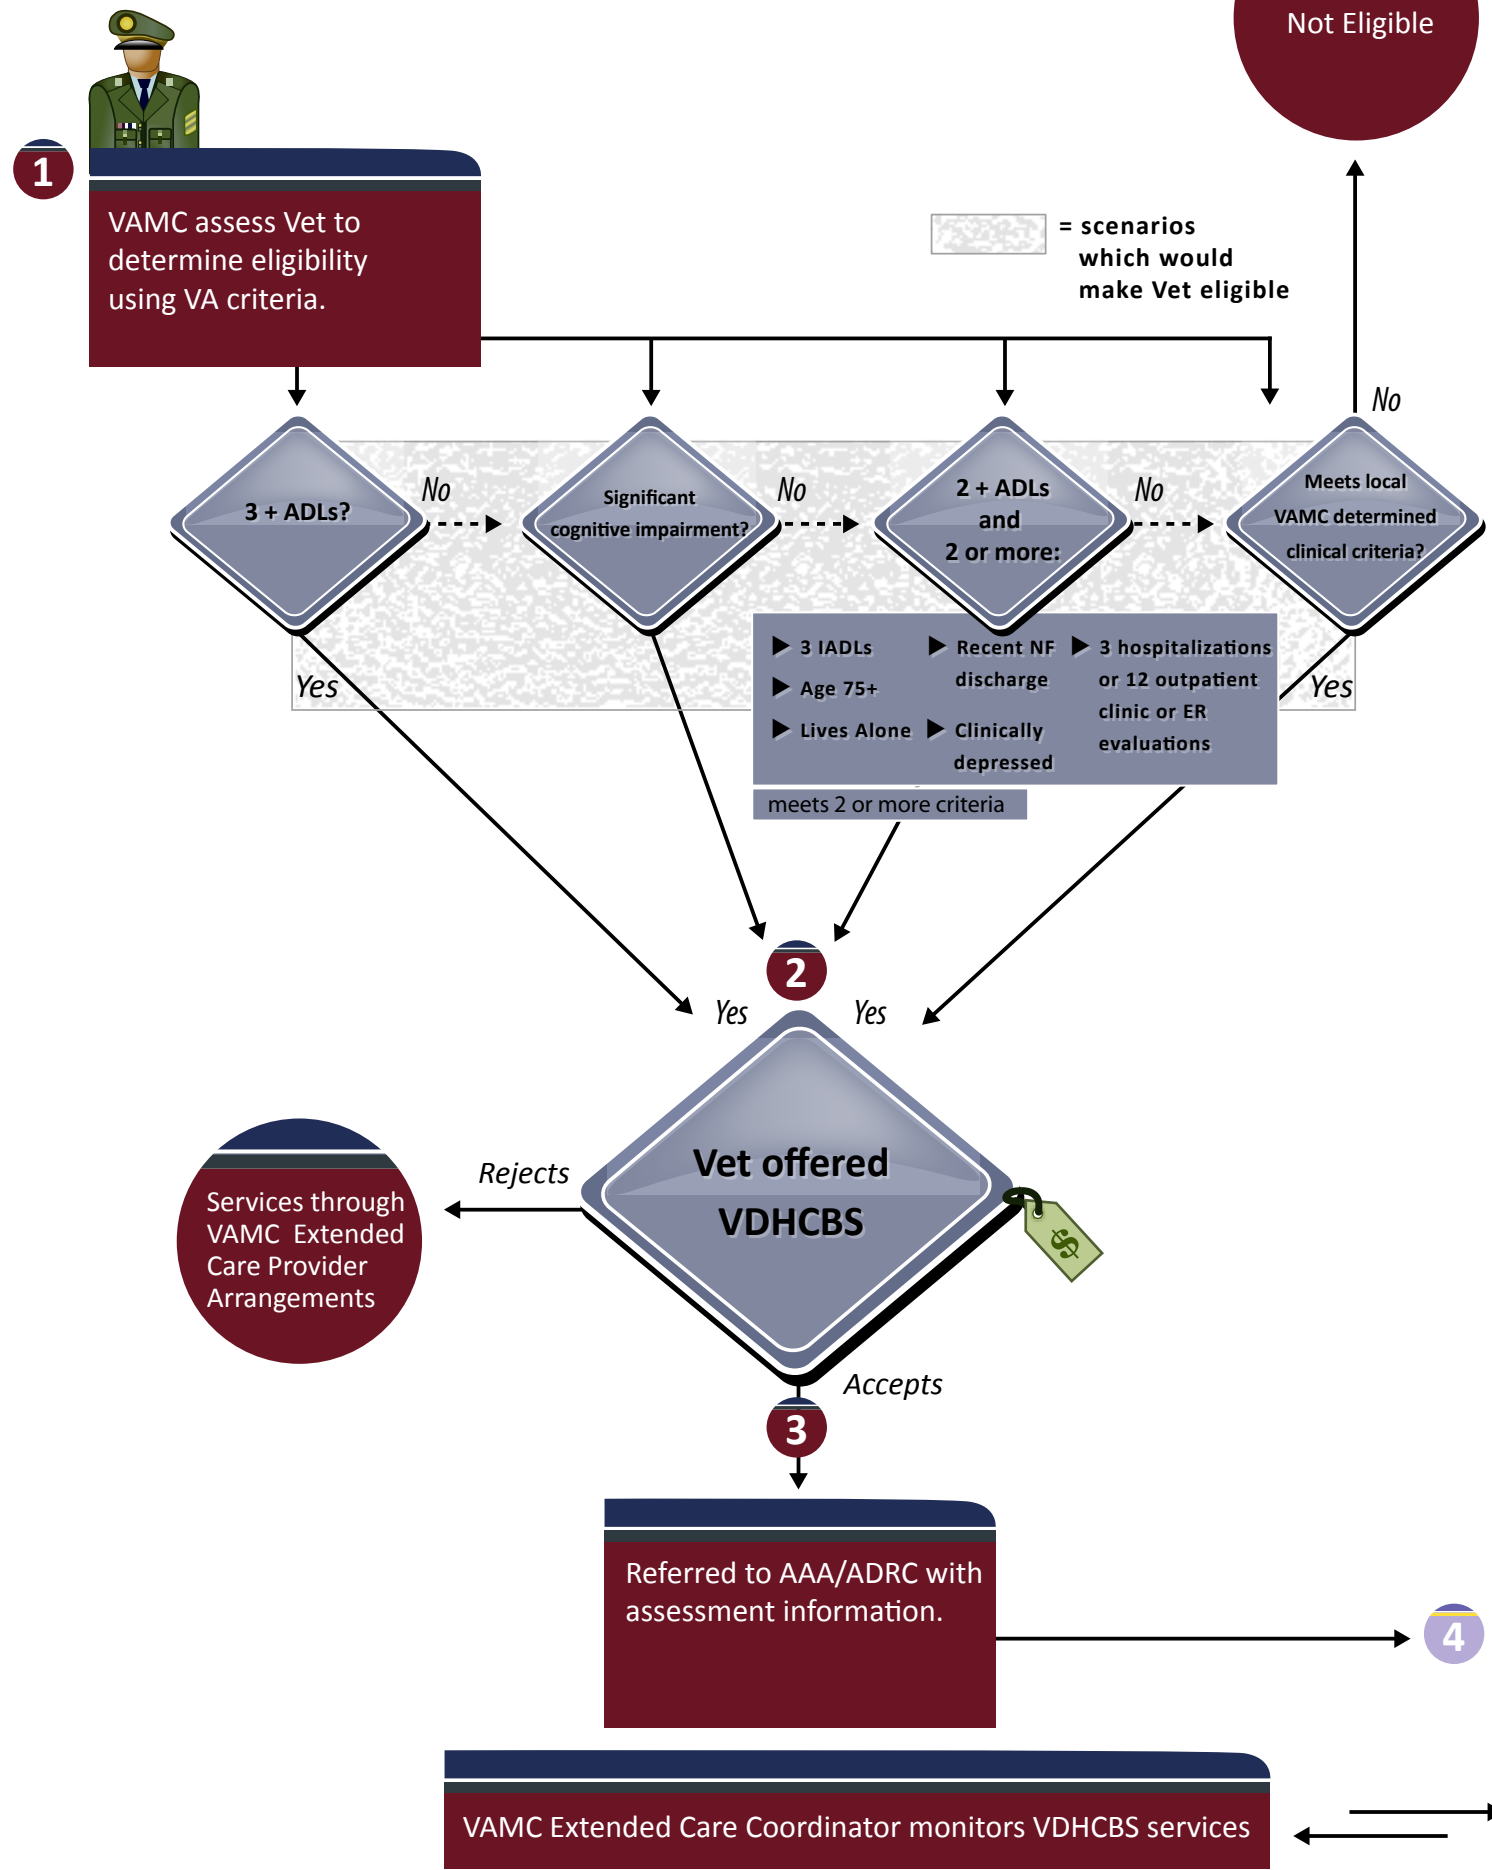 Not Eligible
1
VAMC assess Vet to
determine eligibility
using VA criteria.
= scenarios
which would
make Vet eligible
No
3 + ADLs?
No
Significant
cognitive impairment?
No
2 + ADLs
and
2 or more:
No
Meets local
VAMC determined
clinical criteria?
Yes
▶ 3 IADLs
▶ Age 75+
▶ Lives Alone
▶ Recent NF
discharge
▶ Clinically
depressed
▶ 3 hospitalizations
or 12 outpatient
clinic or ER
evaluations
Yes
meets 2 or more criteria
2
Yes
Yes
Vet offered
VDHCBS
$
Rejects
Services through
VAMC Extended
Care Provider
Arrangements
Accepts
3
Referred to AAA/ADRC with
assessment information.
4
VAMC Extended Care Coordinator monitors VDHCBS services